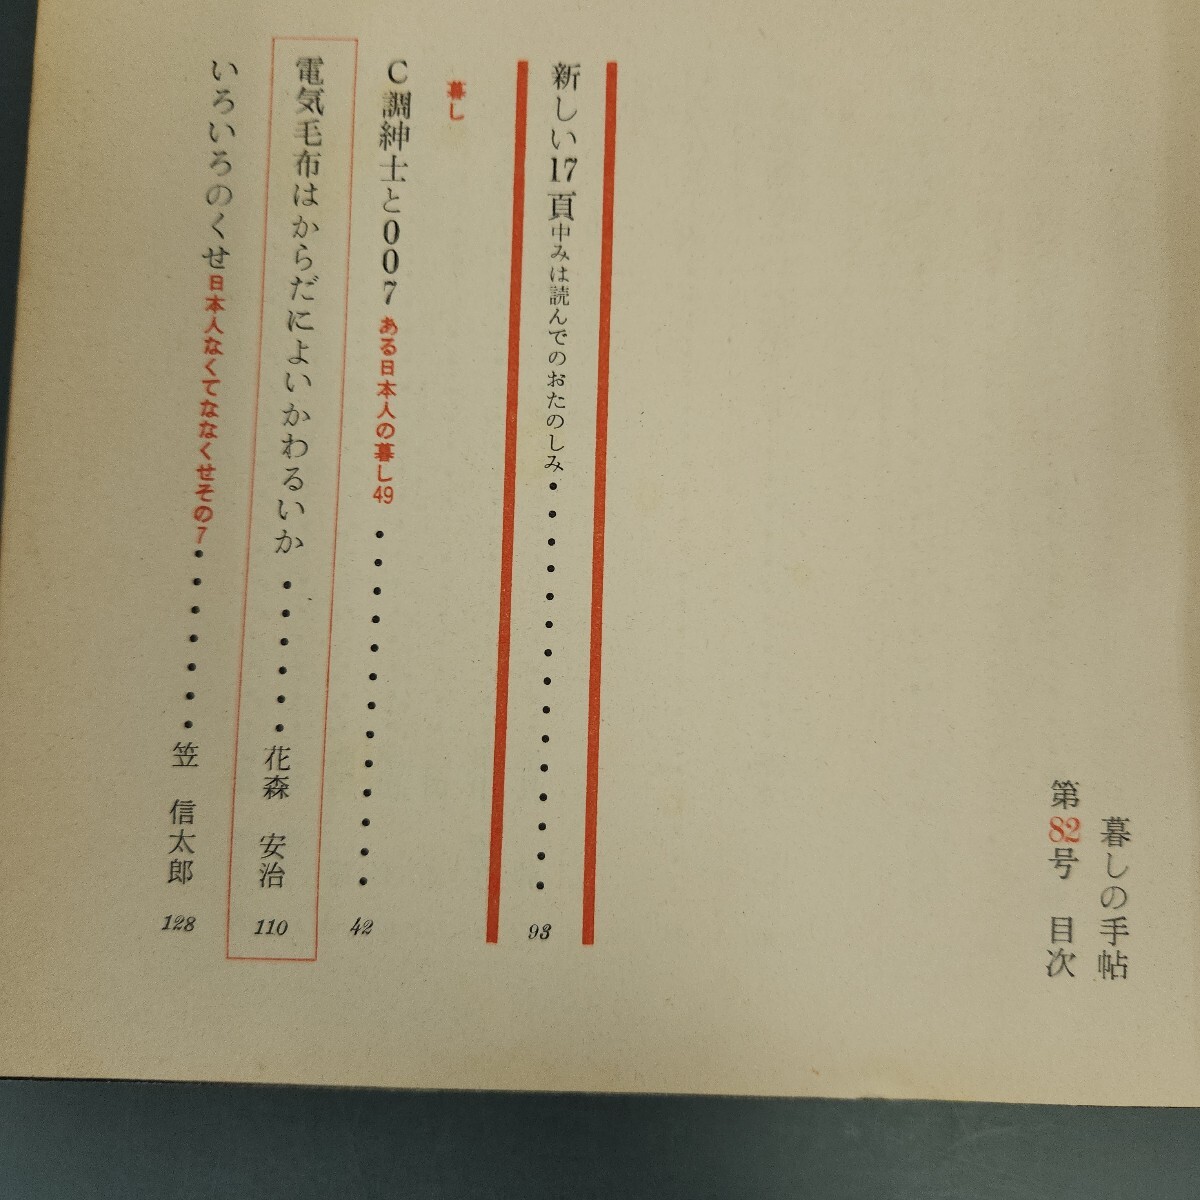 暮しの手帖
第82号 目次
新しい17頁 中みは読んでのおたのしみ・・・・・・・・・・・・・・・93
暮し
C調紳士と007 ある日本人の暮し49・・・・・・・・・・・・・42
電気毛布はからだによいかわるいか・・・・・・花森 安治 110
いろいろのくせ 日本人なくてななくせその7・・・・・・・笠 信太郎 128